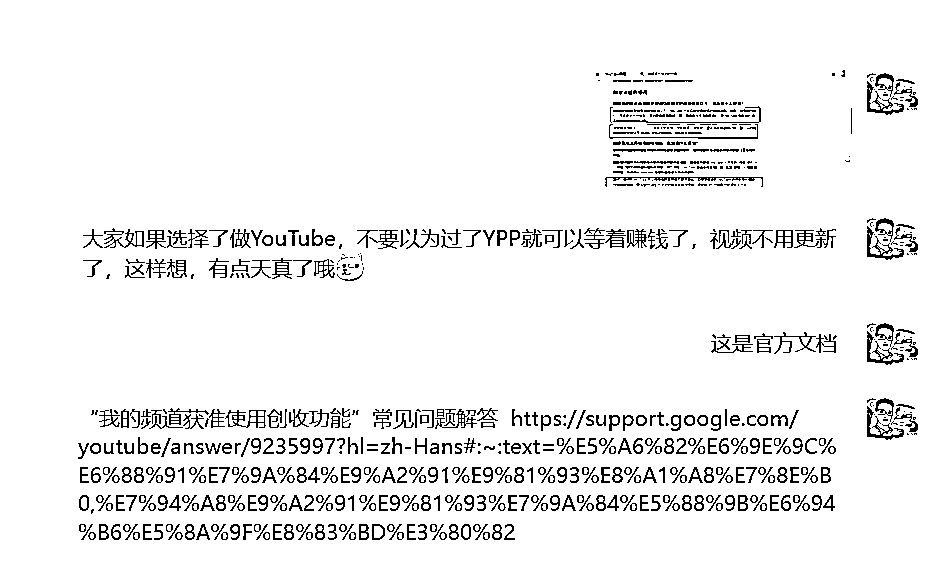 大家如果选择了做YouTube，不要以为过了YPP就可以等着赚钱了，视频不用更新
了，这样想，有点天真了哦
这是官方文档
“我的频道获准使用创收功能”常见问题解答 https://support.google.com/
youtube/answer/9235997?hl=zh-Hans#:~:text=%E5%A6%82%E6%9E%9C%
E6%88%91%E7%9A%84%E9%A2%91%E9%81%93%E8%A1%A8%E7%8E%B
0,%E7%94%A8%E9%A2%91%E9%81%93%E7%9A%84%E5%88%9B%E6%94
%B6%E5%8A%9F%E8%83%BD%E3%80%82